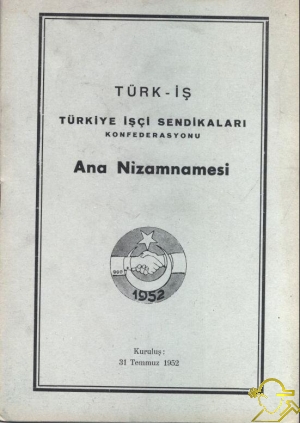 TÜRK-İŞ
TÜRKİYE İŞÇİ SENDİKALARI
KONFEDERASYONU
Ana Nizamnamesi
1952
Kuruluş:
31 Temmuz 1952